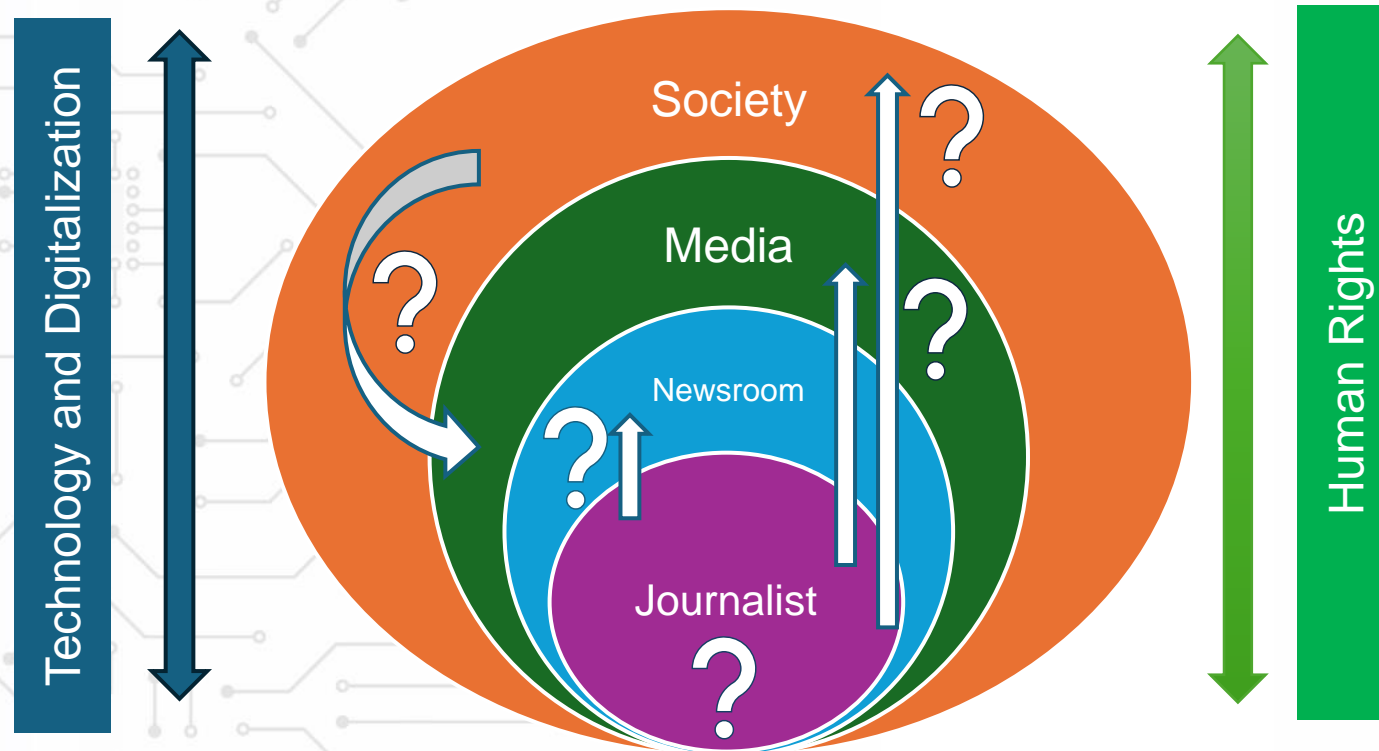 Technology and Digitalization
Society
?
Media
?
?
Newsroom
?
Journalist
?
Human Rights